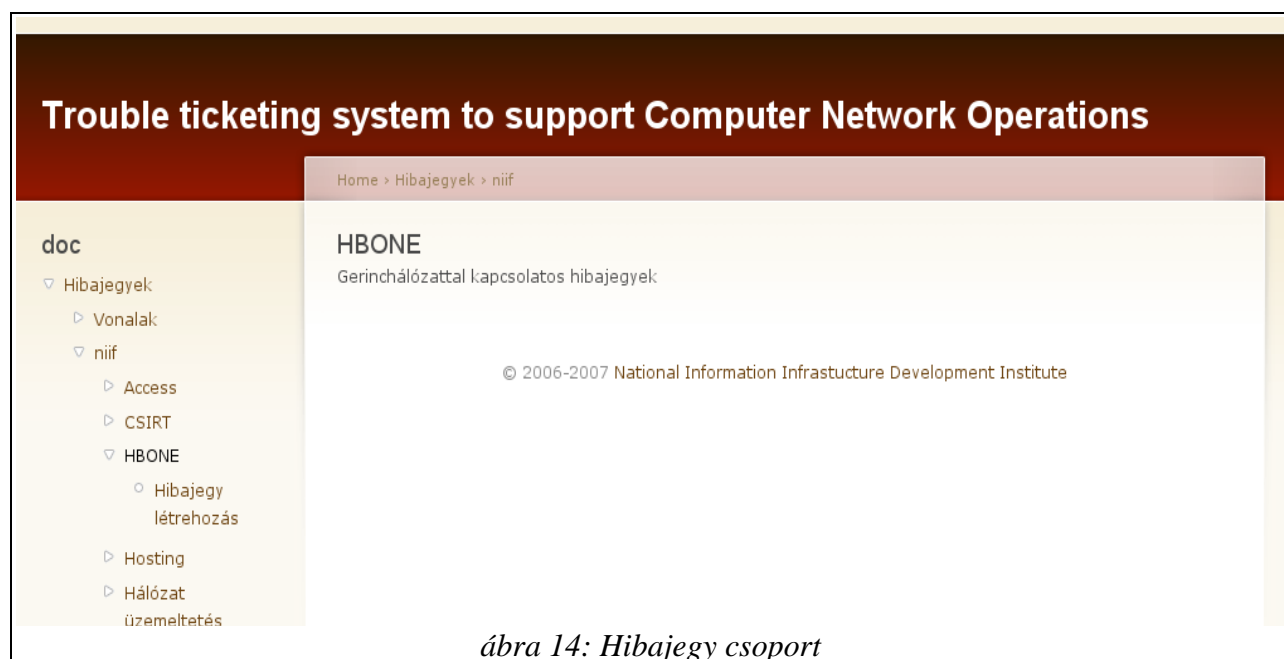 Trouble ticketing system to support Computer Network Operations
Home > Hibajegyek > niif
doc
Hibajegyek
Vonalak
niif
Access
CSIRT
HBONE
Hibajegy
létrehozás
Hosting
Hálózat
üzemeltetés
HBONE
Gerinchálózattal kapcsolatos hibajegyek
© 2006-2007 National Information Infrastucture Development Institute
ábra 14: Hibajegy csoport